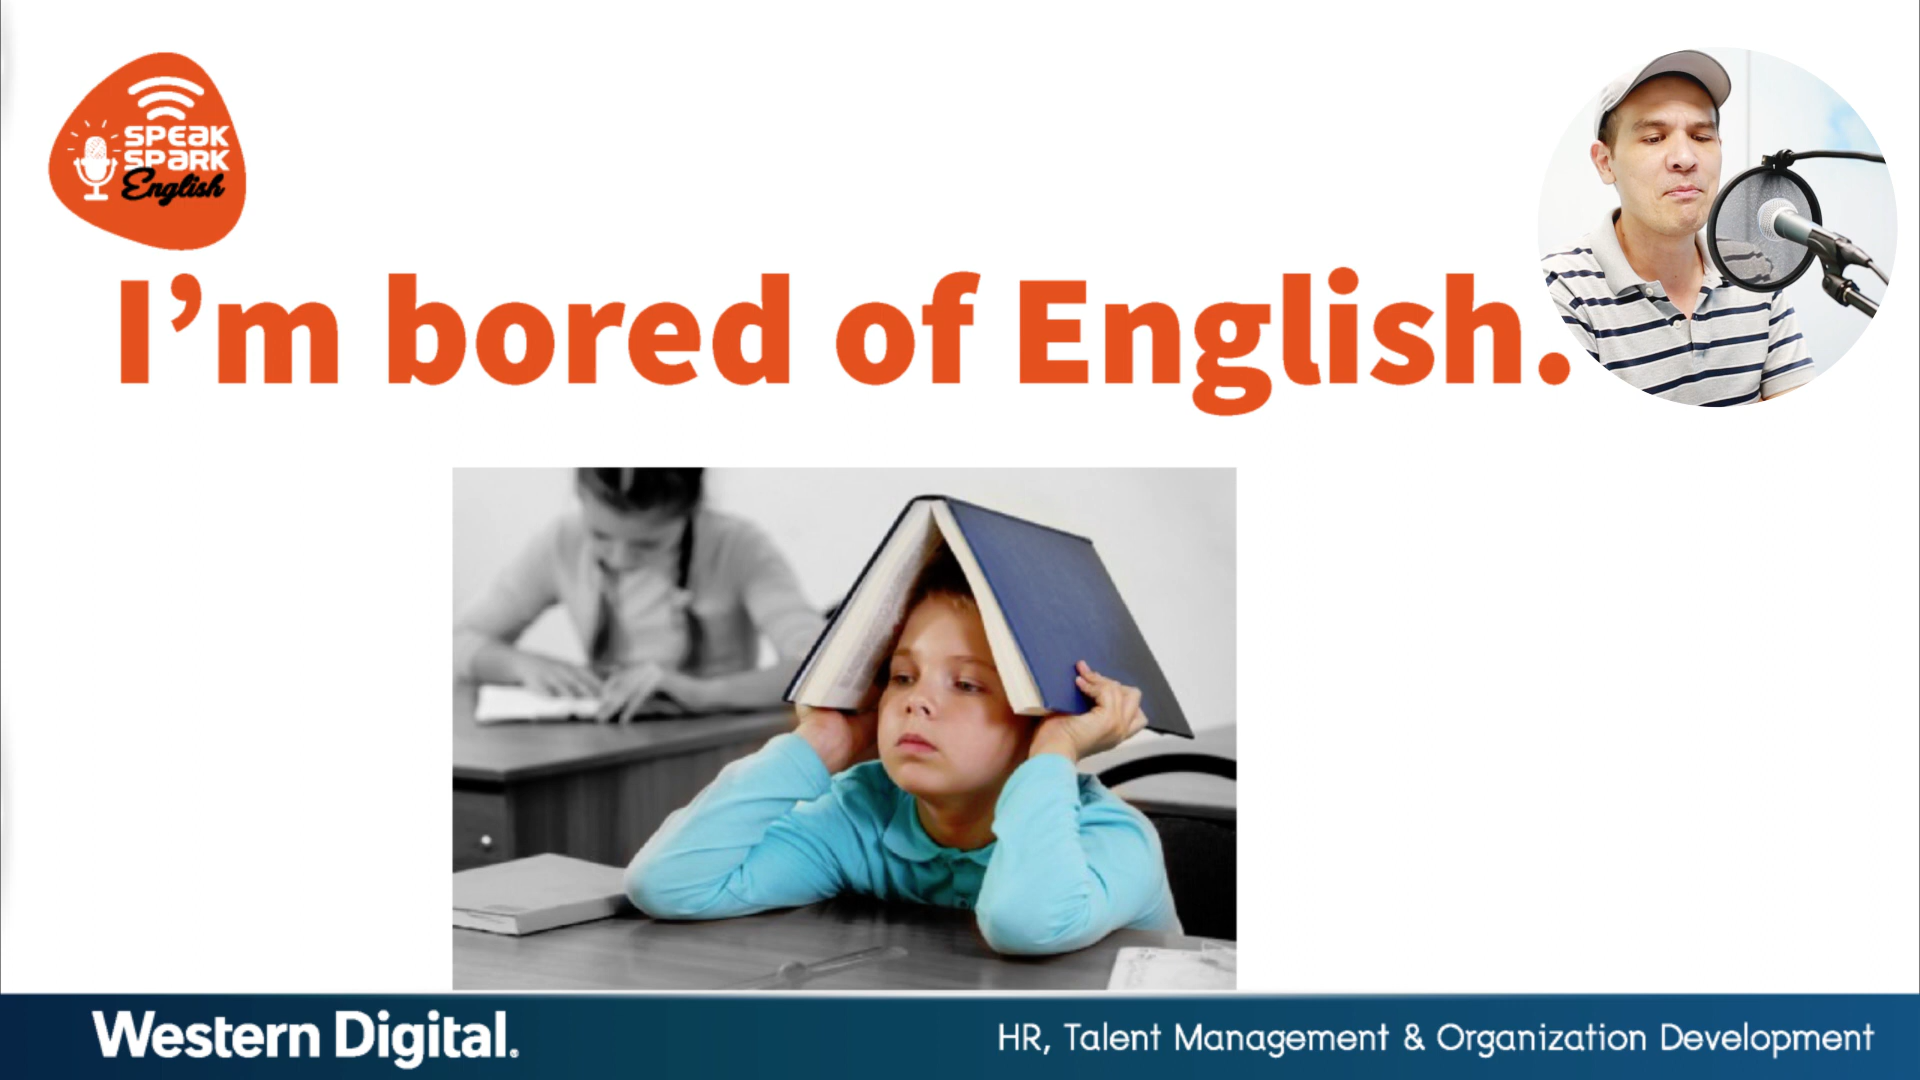 SPEAK
SPARK
English
I'm bored of English.
Western Digital.
HR, Talent Management & Organization Development